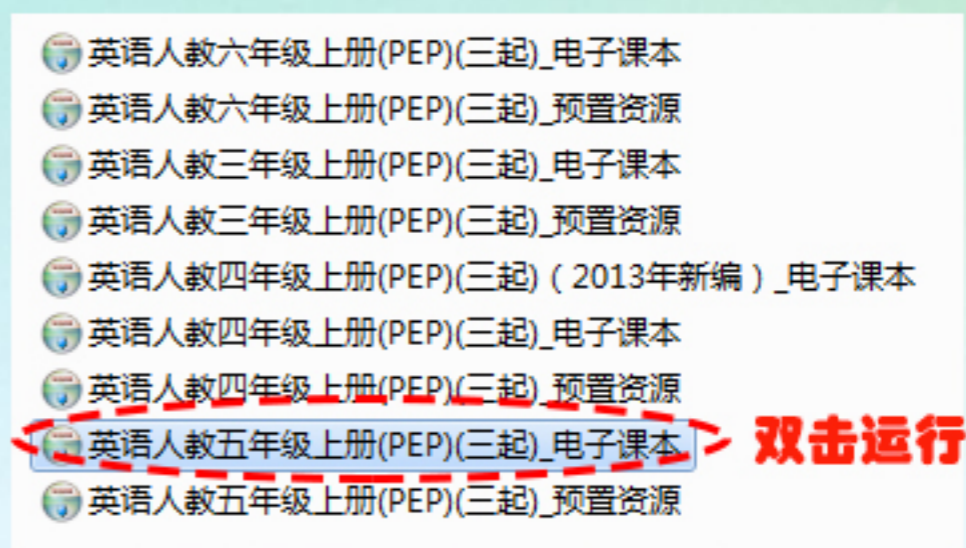 英语人教六年级上册(PEP)(三起)_电子课本
英语人教六年级上册(PEP)(三起)_预置资源
英语人教三年级上册(PEP)(三起)_电子课本
英语人教三年级上册(PEP)(三起)_预置资源
英语人教四年级上册(PEP)(三起)(2013年新编)_电子课本
英语人教四年级上册(PEP)(三起)_电子课本
英语人教四年级上册(PEP)(三起)_预置资源
英语人教五年级上册(PEP)(三起)_电子课本 双击运行
英语人教五年级上册(PEP)(三起)_预置资源